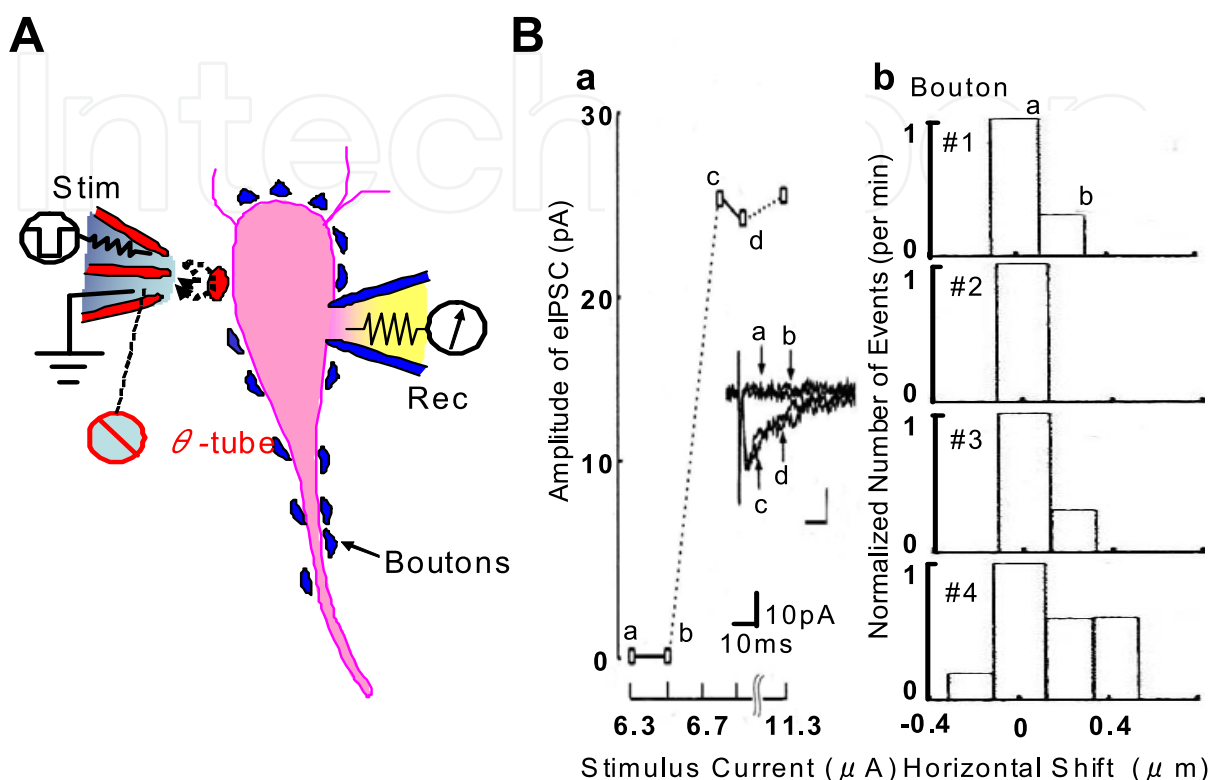 A
B
Intechopen
a
b
Bouton
Stim
Rec
θ-tube
Boutons
Amplitude of eIPSC (pA)
30
20
10
0
a
b
c
d
a
b
c
d
10pA
10ms
6.3
6.7
11.3
Stimulus Current (μA)
Normalized Number of Events (per min)
#1
1
0
a
b
#2
1
0
#3
1
0
#4
1
0
-0.4
0
0.4
Horizontal Shift (μm)